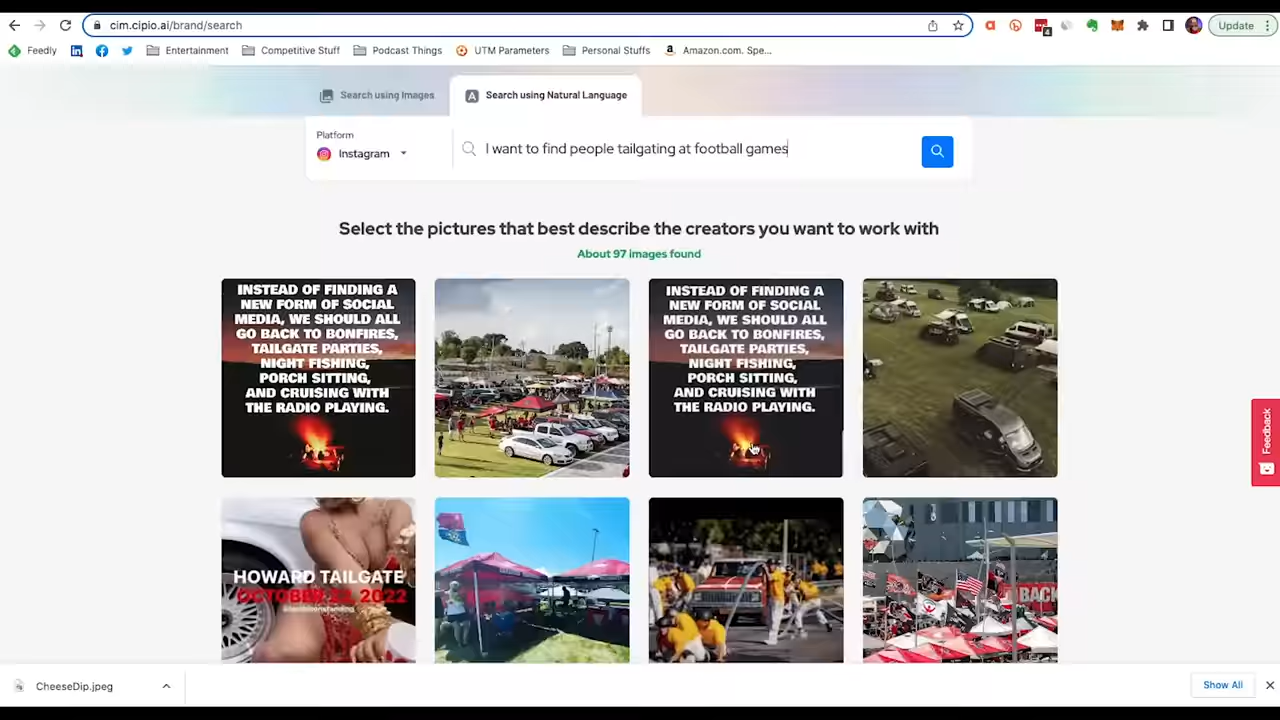 cim.cipio.ai/brand/search
Update
Feedly
Entertainment
Competitive Stuff
Podcast Things
UTM Parameters
Personal Stuffs
Amazon.com. Spe...
4
Search using Images
Search using Natural Language
Platform
Instagram
I want to find people tailgating at football games
Select the pictures that best describe the creators you want to work with
About 97 images found
INSTEAD OF FINDING A
NEW FORM OF SOCIAL
MEDIA, WE SHOULD ALL
GO BACK TO BONFIRES,
TAILGATE PARTIES,
NIGHT FISHING,
PORCH SITTING,
AND CRUISING WITH
THE RADIO PLAYING.
INSTEAD OF FINDING A
NEW FORM OF SOCIAL
MEDIA, WE SHOULD ALL
GO BACK TO BONFIRES,
TAILGATE PARTIES,
NIGHT FISHING,
PORCH SITTING,
AND CRUISING WITH
THE RADIO PLAYING.
Feedback
HOWARD TAILGATE
2022
BACK
CheeseDip.jpeg
Show All